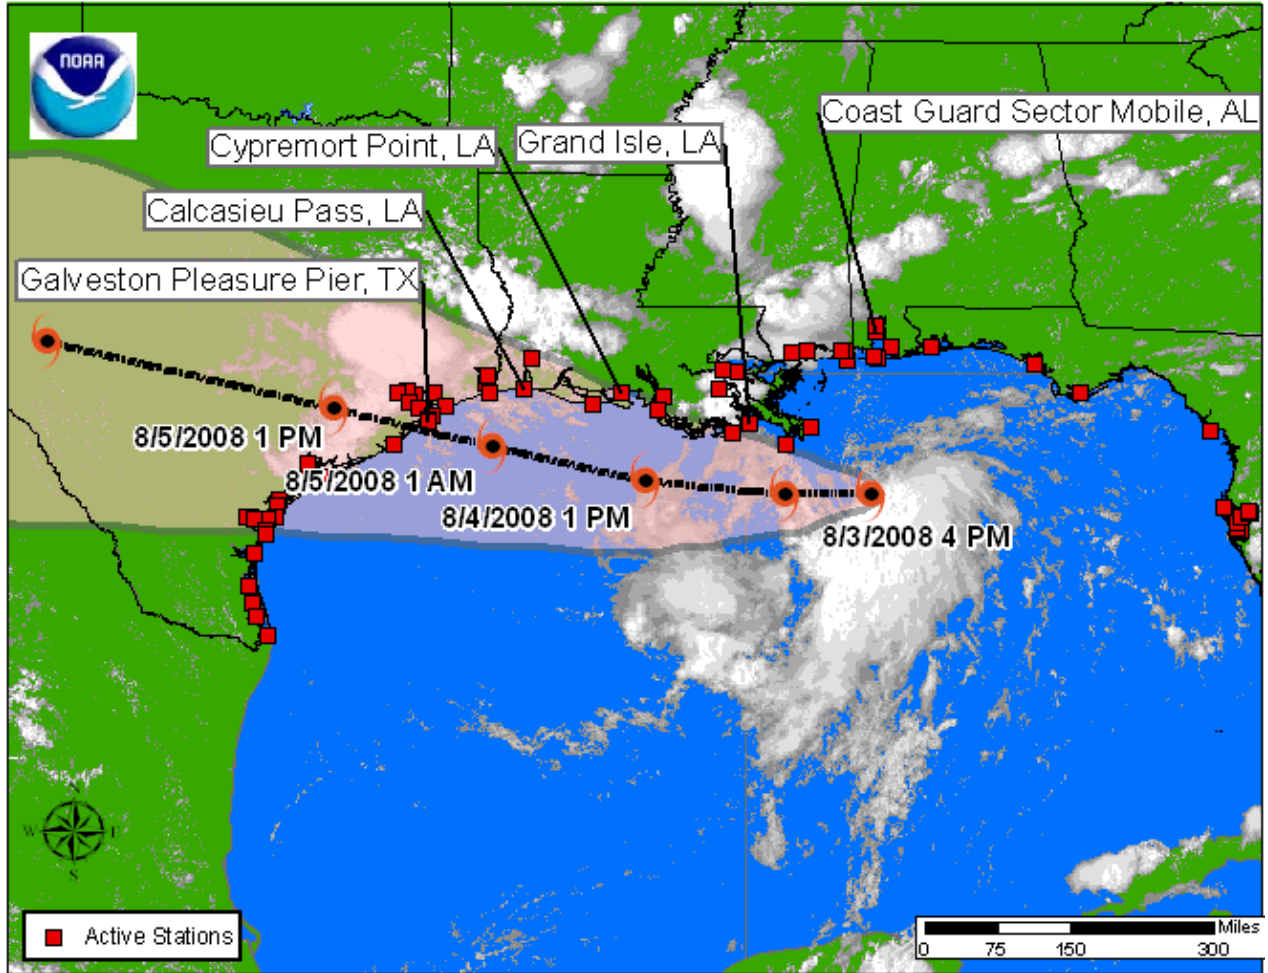 NOAA
Coast Guard Sector Mobile, AL
Grand Isle, LA
Cypremort Point, LA
Calcasieu Pass, LA
Galveston Pleasure Pier, TX
8/5/2008 1 PM
8/5/2008 1 AM
8/4/2008 1 PM
8/3/2008 4 PM
N
W E
S
Active Stations
Miles
0 75 150 300